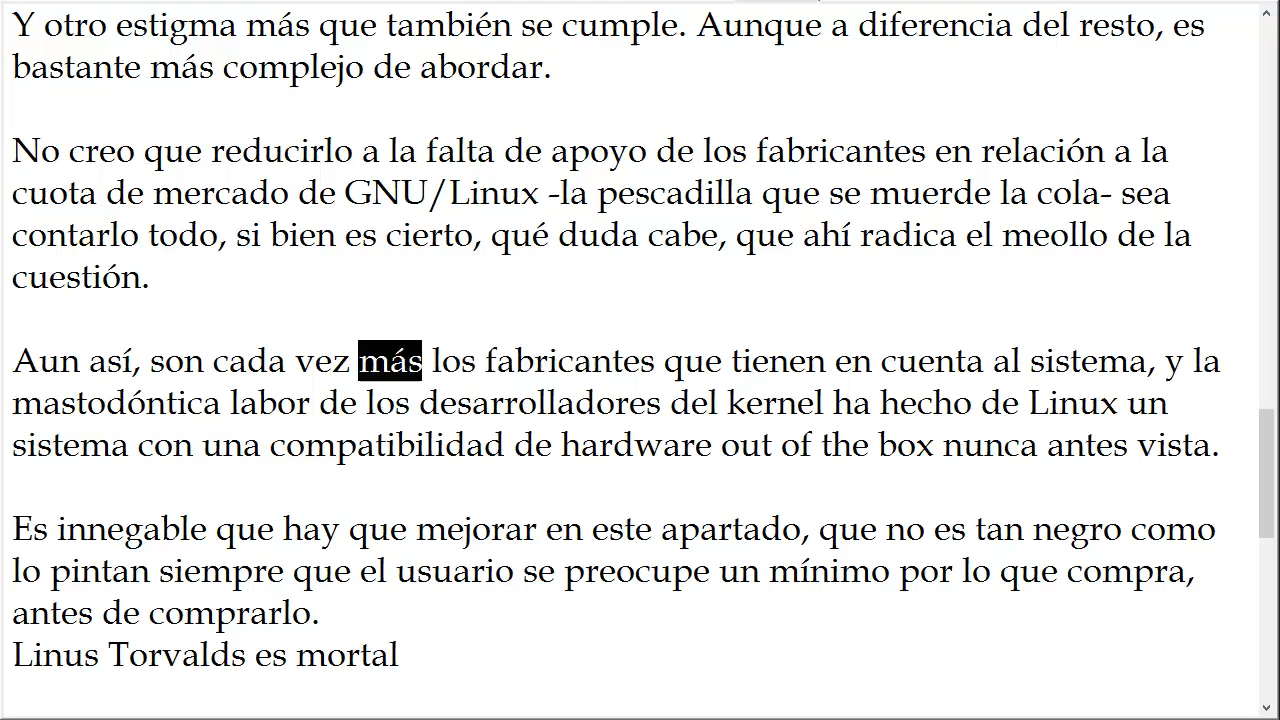 Y otro estigma más que también se cumple. Aunque a diferencia del resto, es
bastante más complejo de abordar.
No creo que reducirlo a la falta de apoyo de los fabricantes en relación a la
cuota de mercado de GNU/Linux -la pescadilla que se muerde la cola- sea
contarlo todo, si bien es cierto, qué duda cabe, que ahí radica el meollo de la
cuestión.
Aun así, son cada vez más los fabricantes que tienen en cuenta al sistema, y la
mastodóntica labor de los desarrolladores del kernel ha hecho de Linux un
sistema con una compatibilidad de hardware out of the box nunca antes vista.
Es innegable que hay que mejorar en este apartado, que no es tan negro como
lo pintan siempre que el usuario se preocupe un mínimo por lo que compra,
antes de comprarlo.
Linus Torvalds es mortal